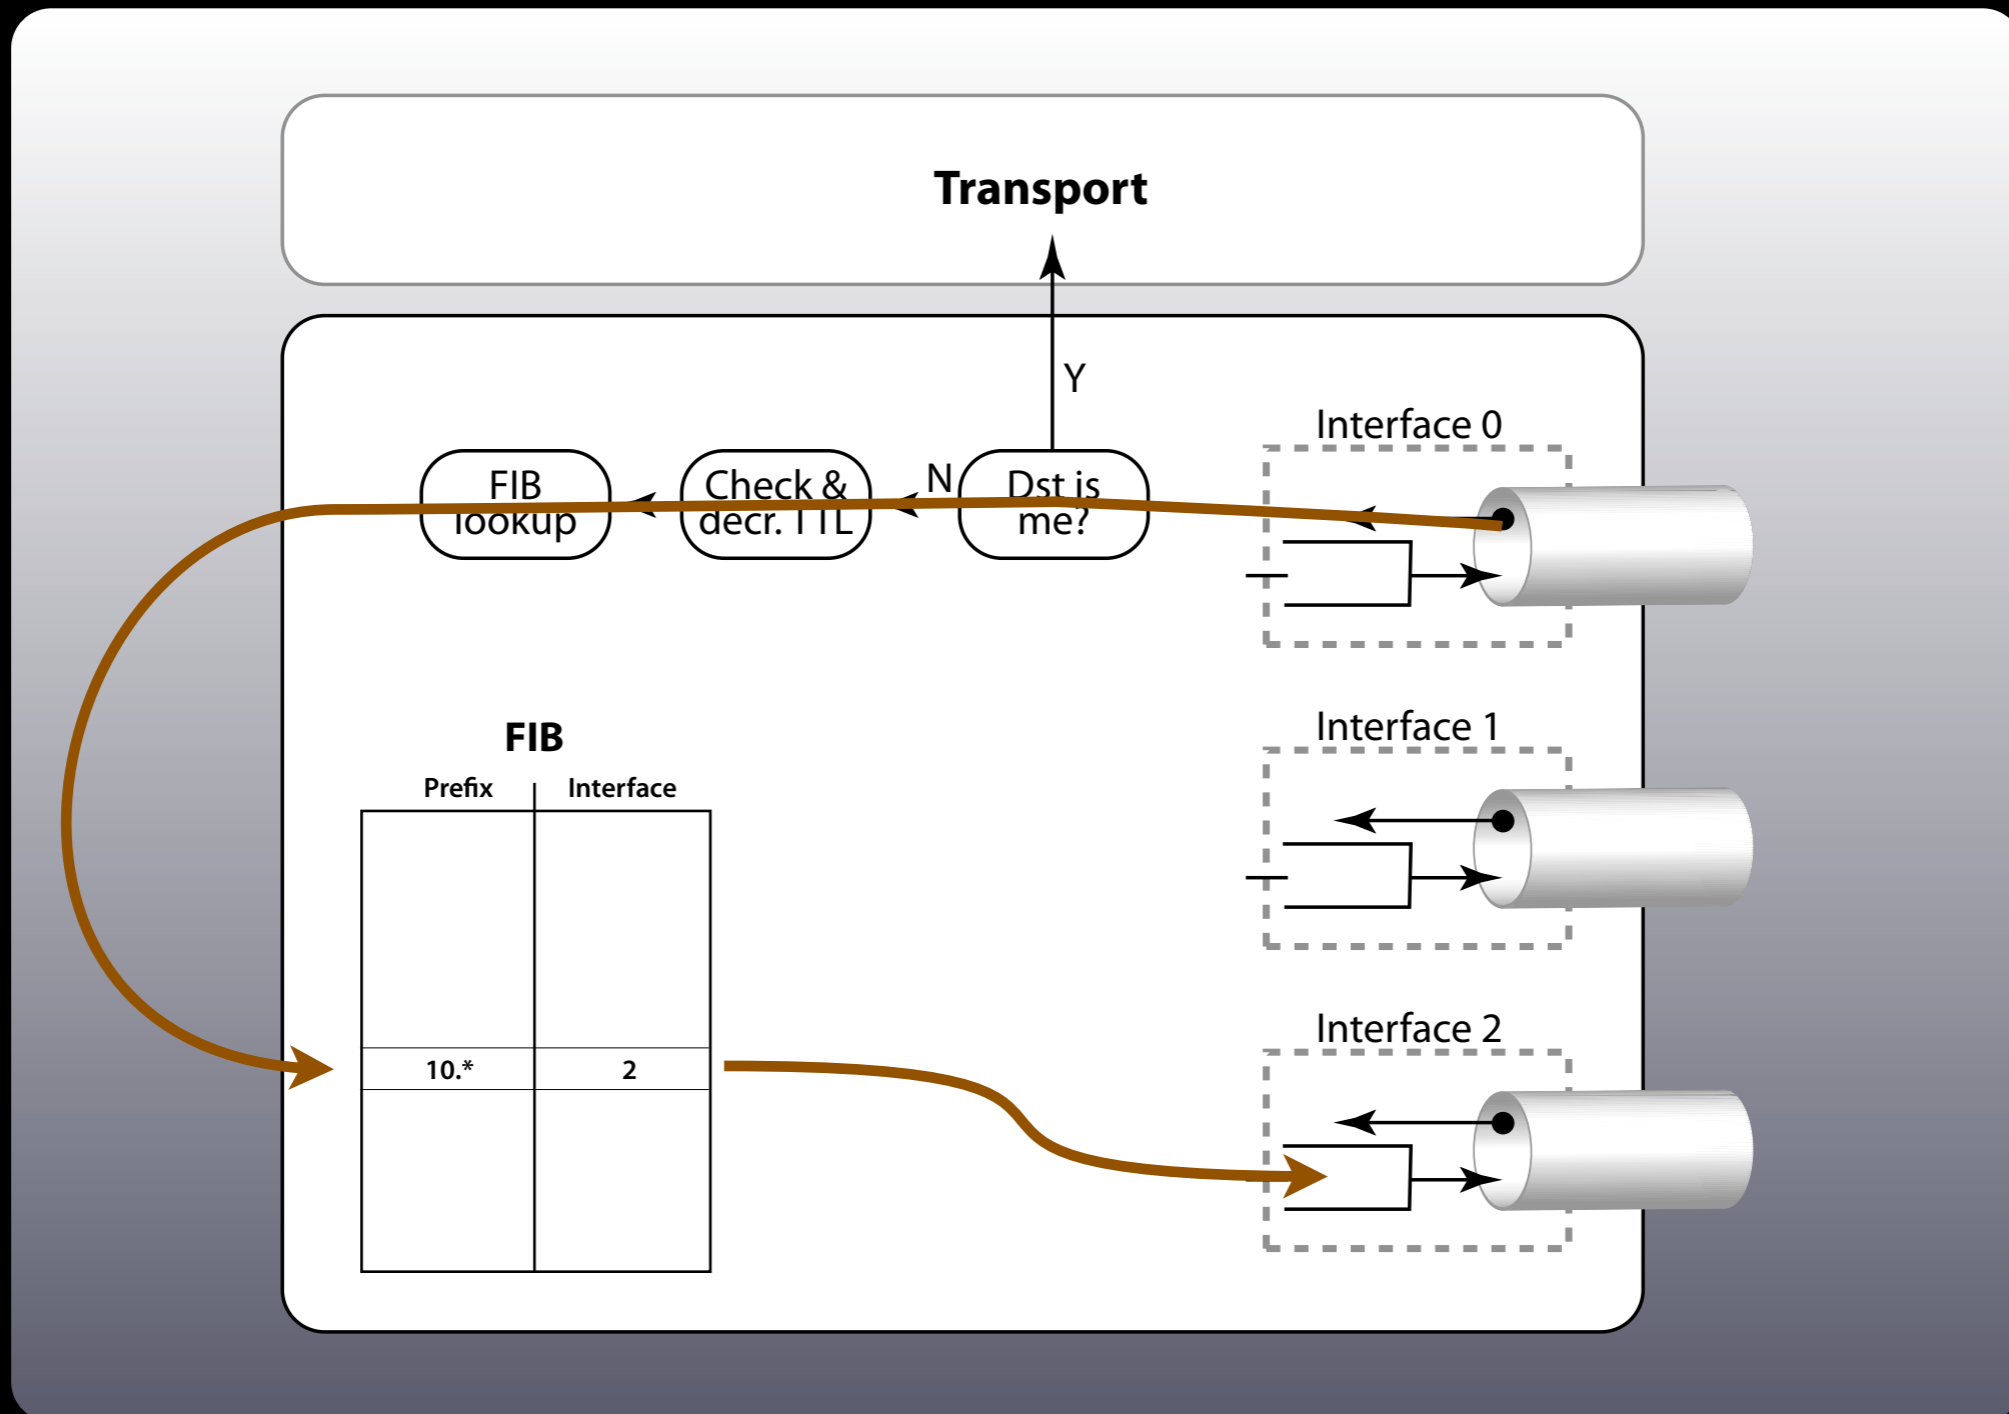 Transport
Y
Interface 0
FIB
lookup
Check &
decr. TTL
N
Dst is
me?
Interface 1
FIB
Prefix Interface
10.* 2
Interface 2